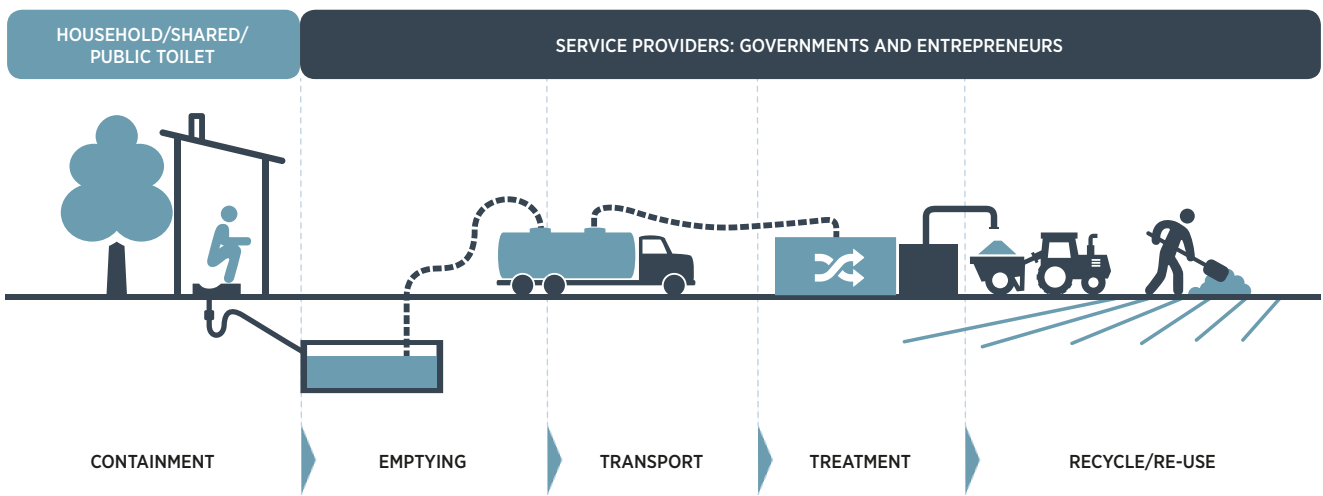 HOUSEHOLD/SHARED/
PUBLIC TOILET
SERVICE PROVIDERS: GOVERNMENTS AND ENTREPRENEURS
CONTAINMENT
EMPTYING
TRANSPORT
TREATMENT
RECYCLE/RE-USE